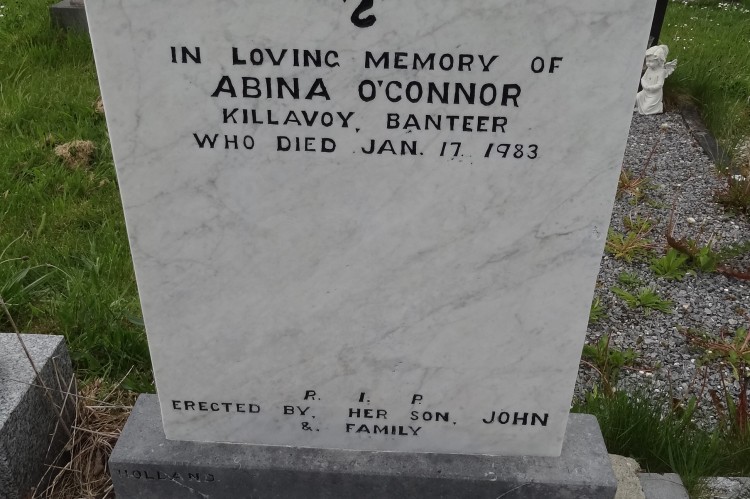 IN LOVING MEMORY OF
ABINA O'CONNOR
KILLAVOY, BANTEER
WHO DIED JAN. 17. 1983
R. I. P.
ERECTED BY, HER SON, JOHN
&. FAMILY
HOLLAND